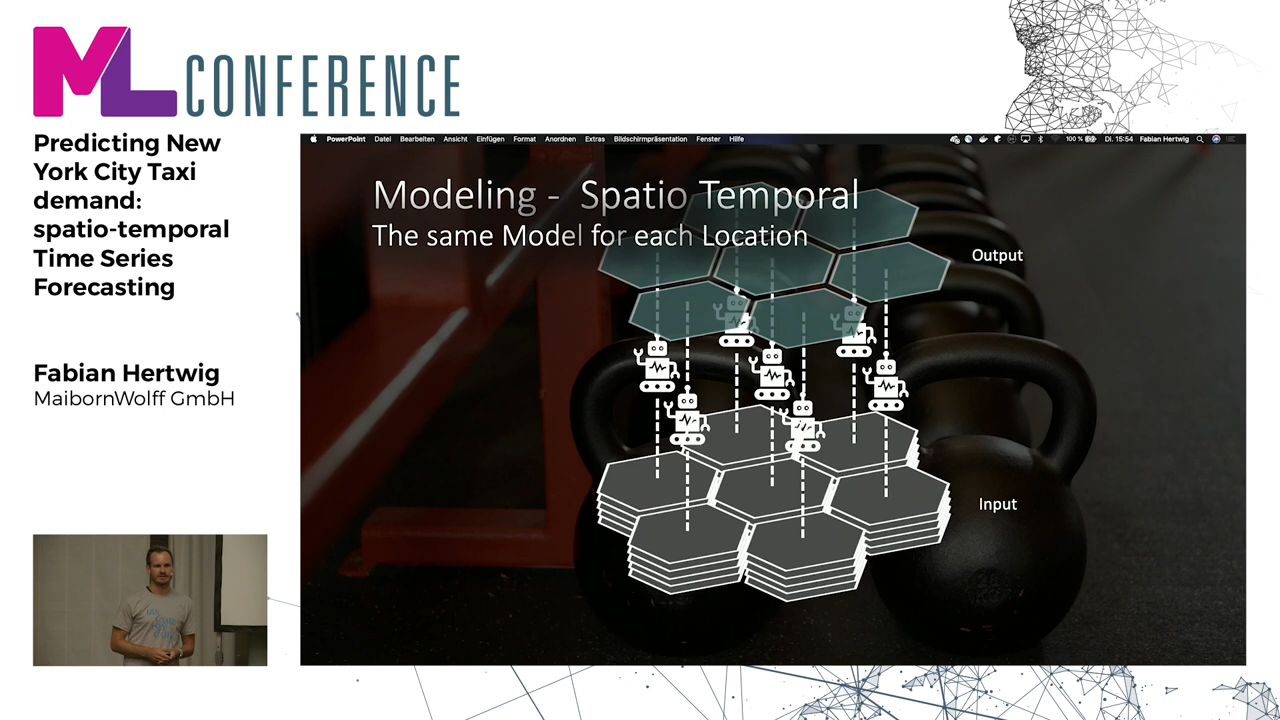 ML CONFERENCE
Predicting New
York City Taxi
demand:
spatio-temporal
Time Series
Forecasting
Fabian Hertwig
MaibornWolff GmbH
PowerPoint Datei Bearbeiten Ansicht Einfügen Format Anordnen Extras Bildschirmpräsentation Fenster Hilfe 100 % Di. 15:54 Fabian Hertwig
Modeling - Spatio Temporal
The same Model for each Location
Output
Input